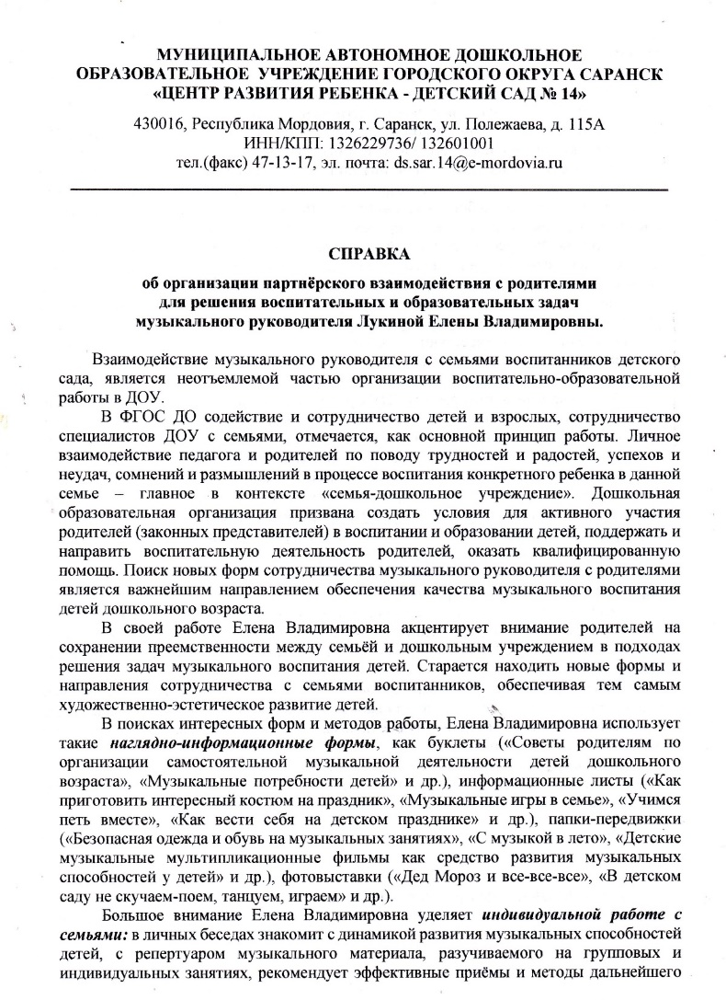 МУНИЦИПАЛЬНОЕ АВТОНОМНОЕ ДОШКОЛЬНОЕ
ОБРАЗОВАТЕЛЬНОЕ УЧРЕЖДЕНИЕ ГОРОДСКОГО ОКРУГА САРАНСК
«ЦЕНТР РАЗВИТИЯ РЕБЕНКА - ДЕТСКИЙ САД № 14»
430016, Республика Мордовия, г. Саранск, ул. Полежаева, д. 115А
ИНН/КПП: 1326229736/ 132601001
тел.(факс) 47-13-17, эл. почта: ds.sar.14@e-mordovia.ru
СПРАВКА
об организации партнёрского взаимодействия с родителями
для решения воспитательных и образовательных задач
музыкального руководителя Лукиной Елены Владимировны.
Взаимодействие музыкального руководителя с семьями воспитанников детского
сада, является неотъемлемой частью организации воспитательно-образовательной
работы в ДОУ.
В ФГОС ДО содействие и сотрудничество детей и взрослых, сотрудничество
специалистов ДОУ с семьями, отмечается, как основной принцип работы. Личное
взаимодействие педагога и родителей по поводу трудностей и радостей, успехов и
неудач, сомнений и размышлений в процессе воспитания конкретного ребенка в данной
семье – главное в контексте «семья-дошкольное учреждение». Дошкольная
образовательная организация призвана создать условия для активного участия
родителей (законных представителей) в воспитании и образовании детей, поддержать и
направить воспитательную деятельность родителей, оказать квалифицированную
помощь. Поиск новых форм сотрудничества музыкального руководителя с родителями
является важнейшим направлением обеспечения качества музыкального воспитания
детей дошкольного возраста.
В своей работе Елена Владимировна акцентирует внимание родителей на
сохранении преемственности между семьёй и дошкольным учреждением в подходах
решения задач музыкального воспитания детей. Старается находить новые формы и
направления сотрудничества с семьями воспитанников, обеспечивая тем самым
художественно-эстетическое развитие детей.
В поисках интересных форм и методов работы, Елена Владимировна использует
такие наглядно-информационные формы, как буклеты («Советы родителям по
организации самостоятельной музыкальной деятельности детей дошкольного
возраста», «Музыкальные потребности детей» и др.), информационные листы («Как
приготовить интересный костюм на праздник», «Музыкальные игры в семье», «Учимся
петь вместе», «Как вести себя на детском празднике» и др.), папки-передвижки
(«Безопасная одежда и обувь на музыкальных занятиях», «С музыкой в лето», «Детские
музыкальные мультипликационные фильмы как средство развития музыкальных
способностей у детей» и др.), фотовыставки («Дед Мороз и все-все-все», «В детском
саду не скучаем-поем, танцуем, играем» и др.).
Большое внимание Елена Владимировна уделяет индивидуальной работе с
семьями: в личных беседах знакомит с динамикой развития музыкальных способностей
детей, с репертуаром музыкального материала, разучиваемого на групповых и
индивидуальных занятиях, рекомендует эффективные приёмы и методы дальнейшего